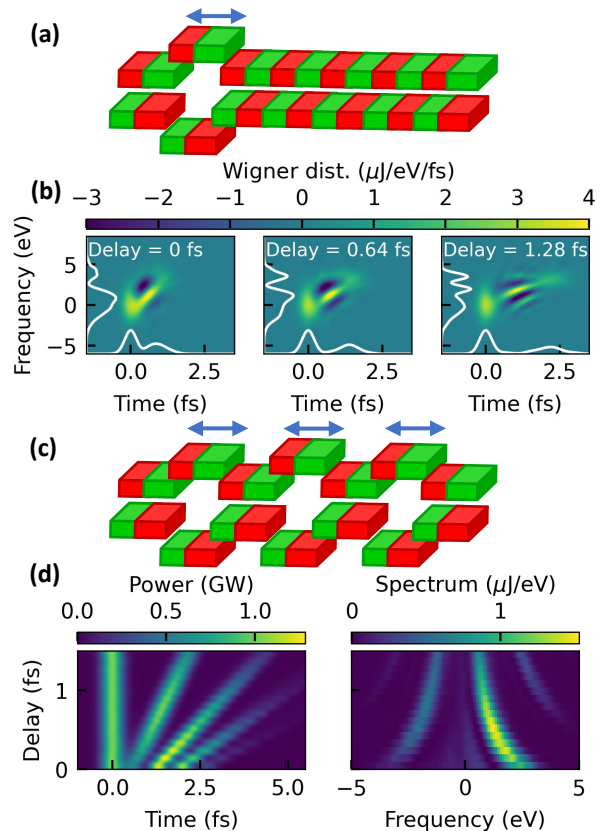 (a)
Wigner dist. (μJ/eV/fs)
(b)
−3 −2 −1 0 1 2 3 4
Frequency (eV)
5
0
−5
Delay = 0 fs
Delay = 0.64 fs
Delay = 1.28 fs
0.0 2.5
0.0 2.5
0.0 2.5
Time (fs)
Time (fs)
Time (fs)
(c)
(d)
Power (GW)
Spectrum (μJ/eV)
0.0 0.5 1.0
0 1
Delay (fs)
1
0
0.0 2.5 5.0
−5 0 5
Time (fs)
Frequency (eV)